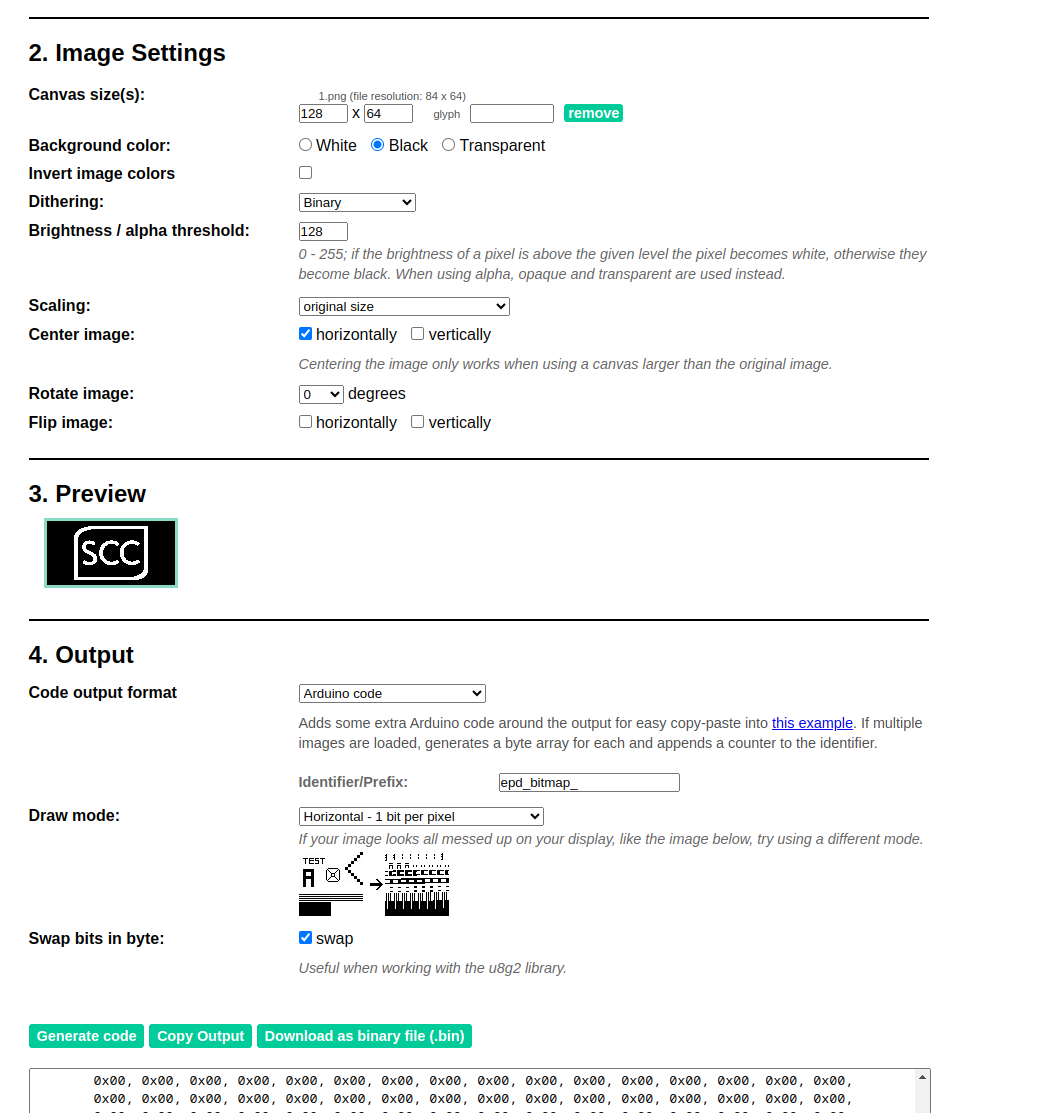 2. Image Settings
Canvas size(s):
1.png (file resolution: 84 x 64)
128 x 64 glyph remove
Background color: White Black Transparent
Invert image colors
Dithering: Binary
Brightness / alpha threshold: 128
0 - 255; if the brightness of a pixel is above the given level the pixel becomes white, otherwise they
become black. When using alpha, opaque and transparent are used instead.
Scaling: original size
Center image: horizontally vertically
Centering the image only works when using a canvas larger than the original image.
Rotate image: 0 degrees
Flip image: horizontally vertically
3. Preview
SCC
4. Output
Code output format Arduino code
Adds some extra Arduino code around the output for easy copy-paste into this example. If multiple
images are loaded, generates a byte array for each and appends a counter to the identifier.
Identifier/Prefix: epd_bitmap_
Draw mode: Horizontal - 1 bit per pixel
If your image looks all messed up on your display, like the image below, try using a different mode.
TEST
A
Swap bits in byte: swap
Useful when working with the u8g2 library.
Generate code Copy Output Download as binary file (.bin)
0x00, 0x00, 0x00, 0x00, 0x00, 0x00, 0x00, 0x00, 0x00, 0x00, 0x00, 0x00, 0x00, 0x00, 0x00, 0x00,
0x00, 0x00, 0x00, 0x00, 0x00, 0x00, 0x00, 0x00, 0x00, 0x00, 0x00, 0x00, 0x00, 0x00, 0x00, 0x00,